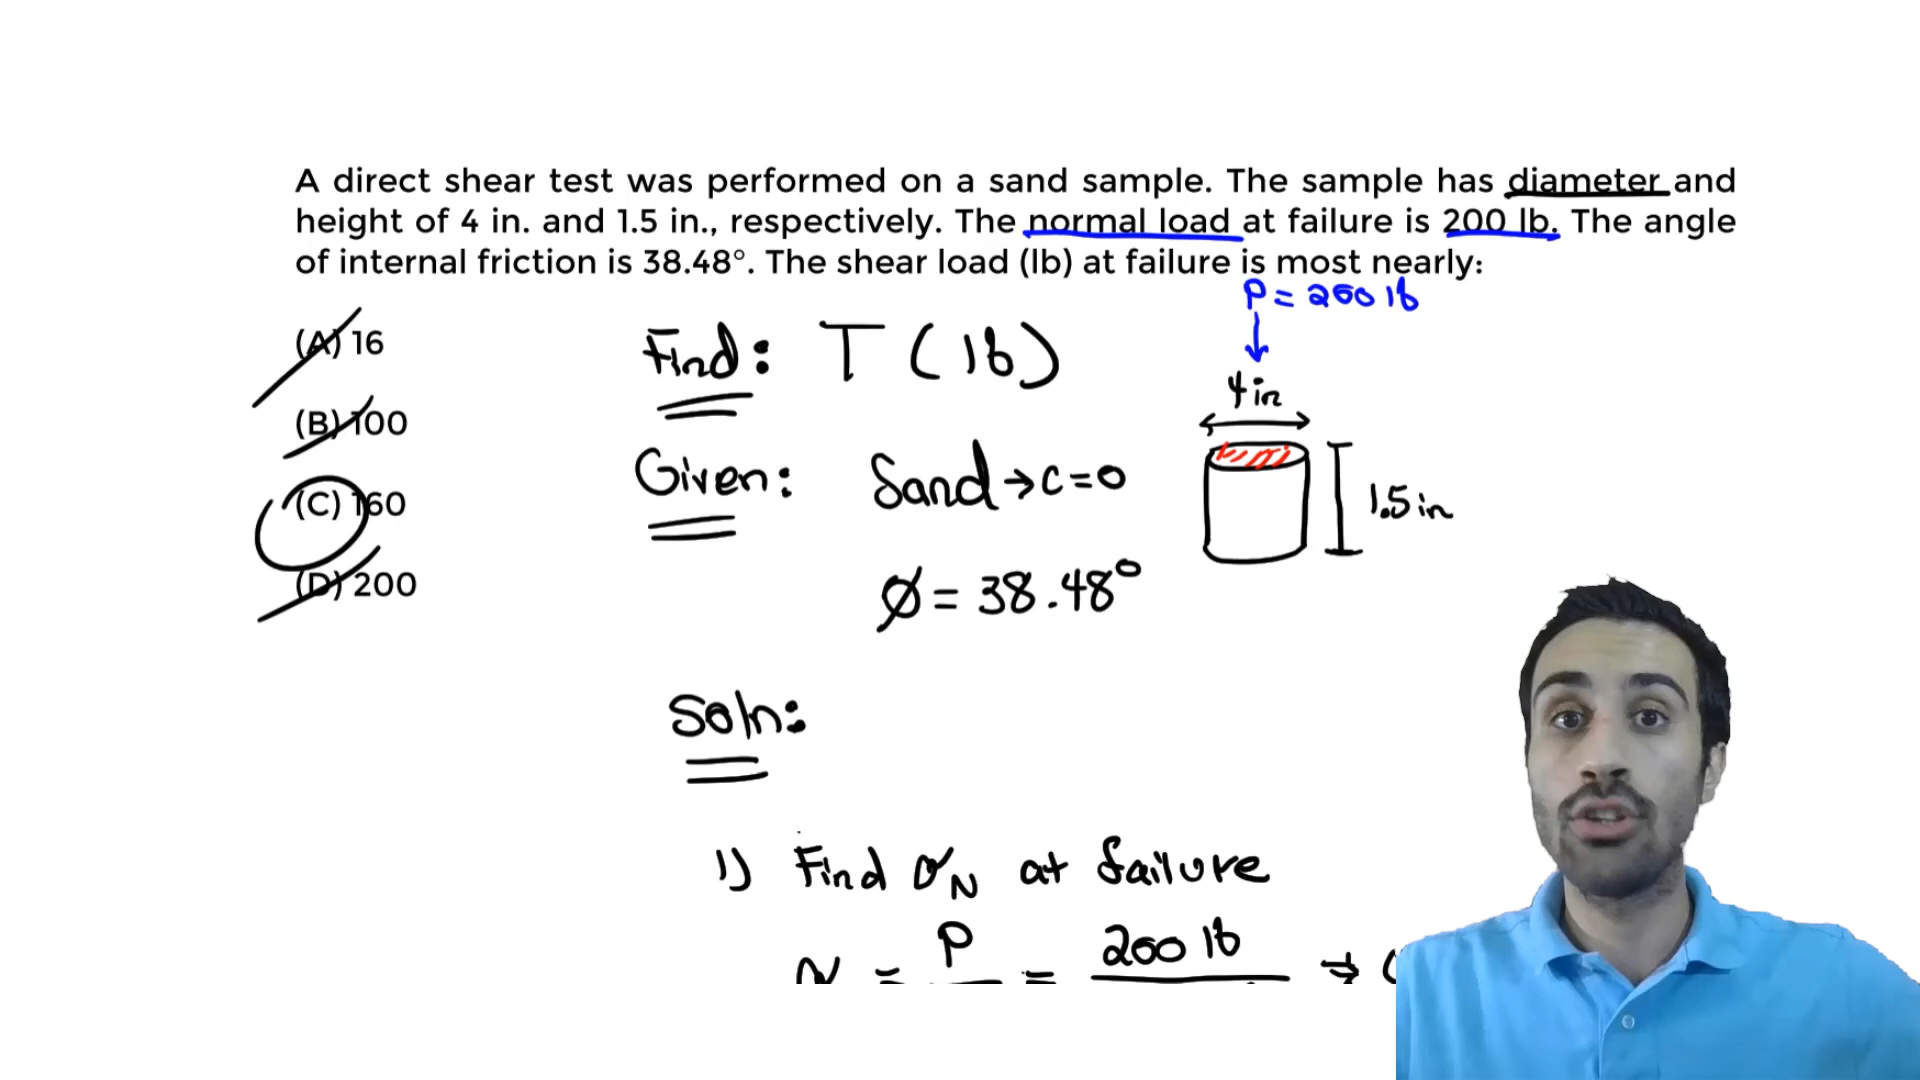 A direct shear test was performed on a sand sample. The sample has diameter and
height of 4 in. and 1.5 in., respectively. The normal load at failure is 200 lb. The angle
of internal friction is 38.48°. The shear load (lb) at failure is most nearly:
P = 200 lb
(A) 16
(B) 100
(C) 160
(D) 200
Find: T (lb)
4 in
Given: Sand → c = 0
1.5 in
ϕ = 38.48°
Soln:
1) Find σN at failure
P
= = 200 lb ⇒